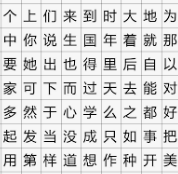 个上们来到时大地为
中你说生国年着就那
要她出也得里后自以
家可下而过天去能对
多然于心学么之都好
起发当没成只如事把
用第样道想作种开美